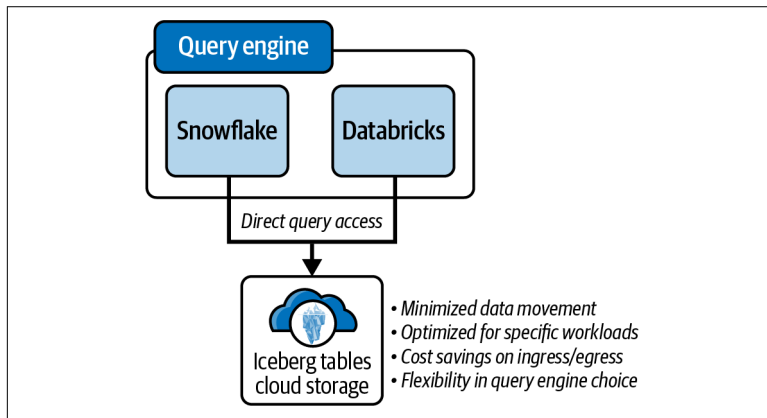 Query engine
Snowflake
Databricks
Direct query access
Iceberg tables
cloud storage
• Minimized data movement
• Optimized for specific workloads
• Cost savings on ingress/egress
• Flexibility in query engine choice